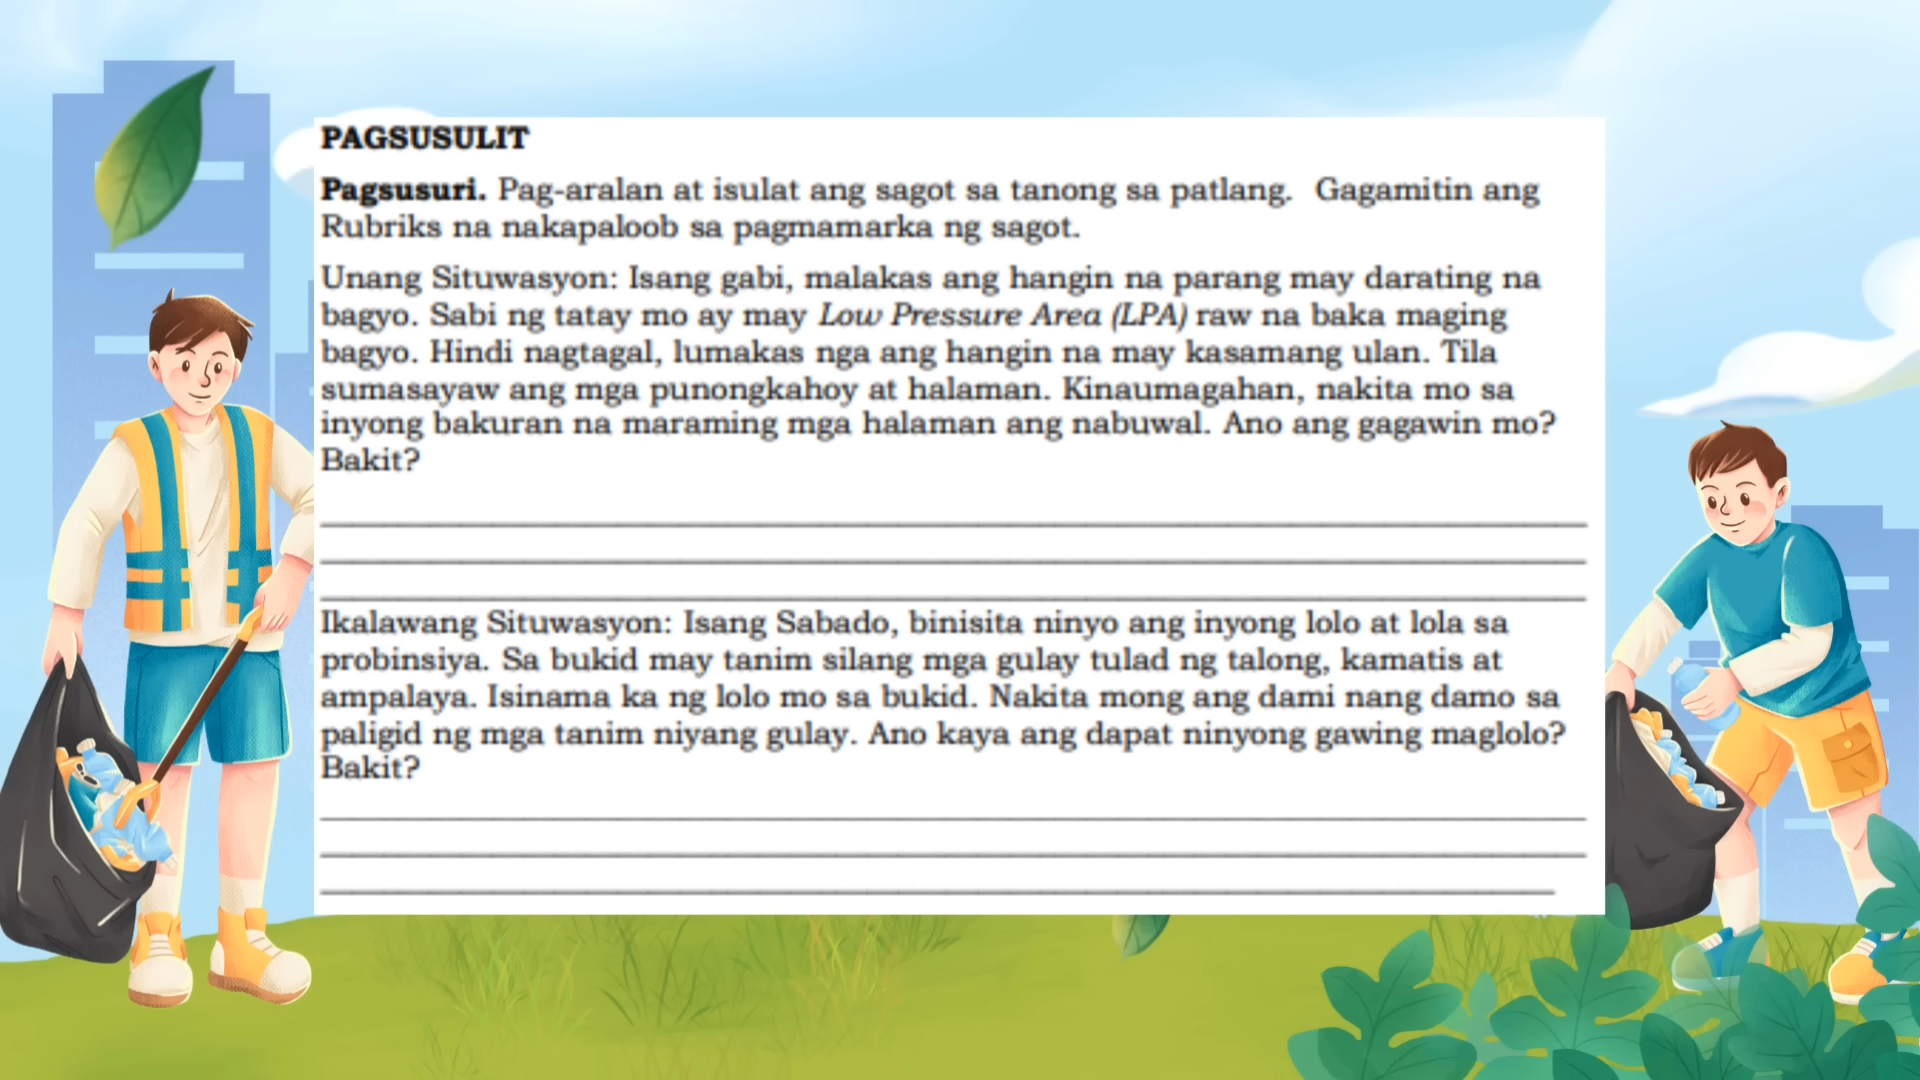 PAGSUSULIT
Pagsusuri. Pag-aralan at isulat ang sagot sa tanong sa patlang. Gagamitin ang
Rubriks na nakapaloob sa pagmamarka ng sagot.
Unang Situwasyon: Isang gabi, malakas ang hangin na parang may darating na
bagyo. Sabi ng tatay mo ay may Low Pressure Area (LPA) raw na baka maging
bagyo. Hindi nagtagal, lumakas nga ang hangin na may kasamang ulan. Tila
sumasayaw ang mga punongkahoy at halaman. Kinaumagahan, nakita mo sa
inyong bakuran na maraming mga halaman ang nabuwal. Ano ang gagawin mo?
Bakit?
Ikalawang Situwasyon: Isang Sabado, binisita ninyo ang inyong lolo at lola sa
probinsiya. Sa bukid may tanim silang mga gulay tulad ng talong, kamatis at
ampalaya. Isinama ka ng lolo mo sa bukid. Nakita mong ang dami nang damo sa
paligid ng mga tanim niyang gulay. Ano kaya ang dapat ninyong gawing maglolo?
Bakit?